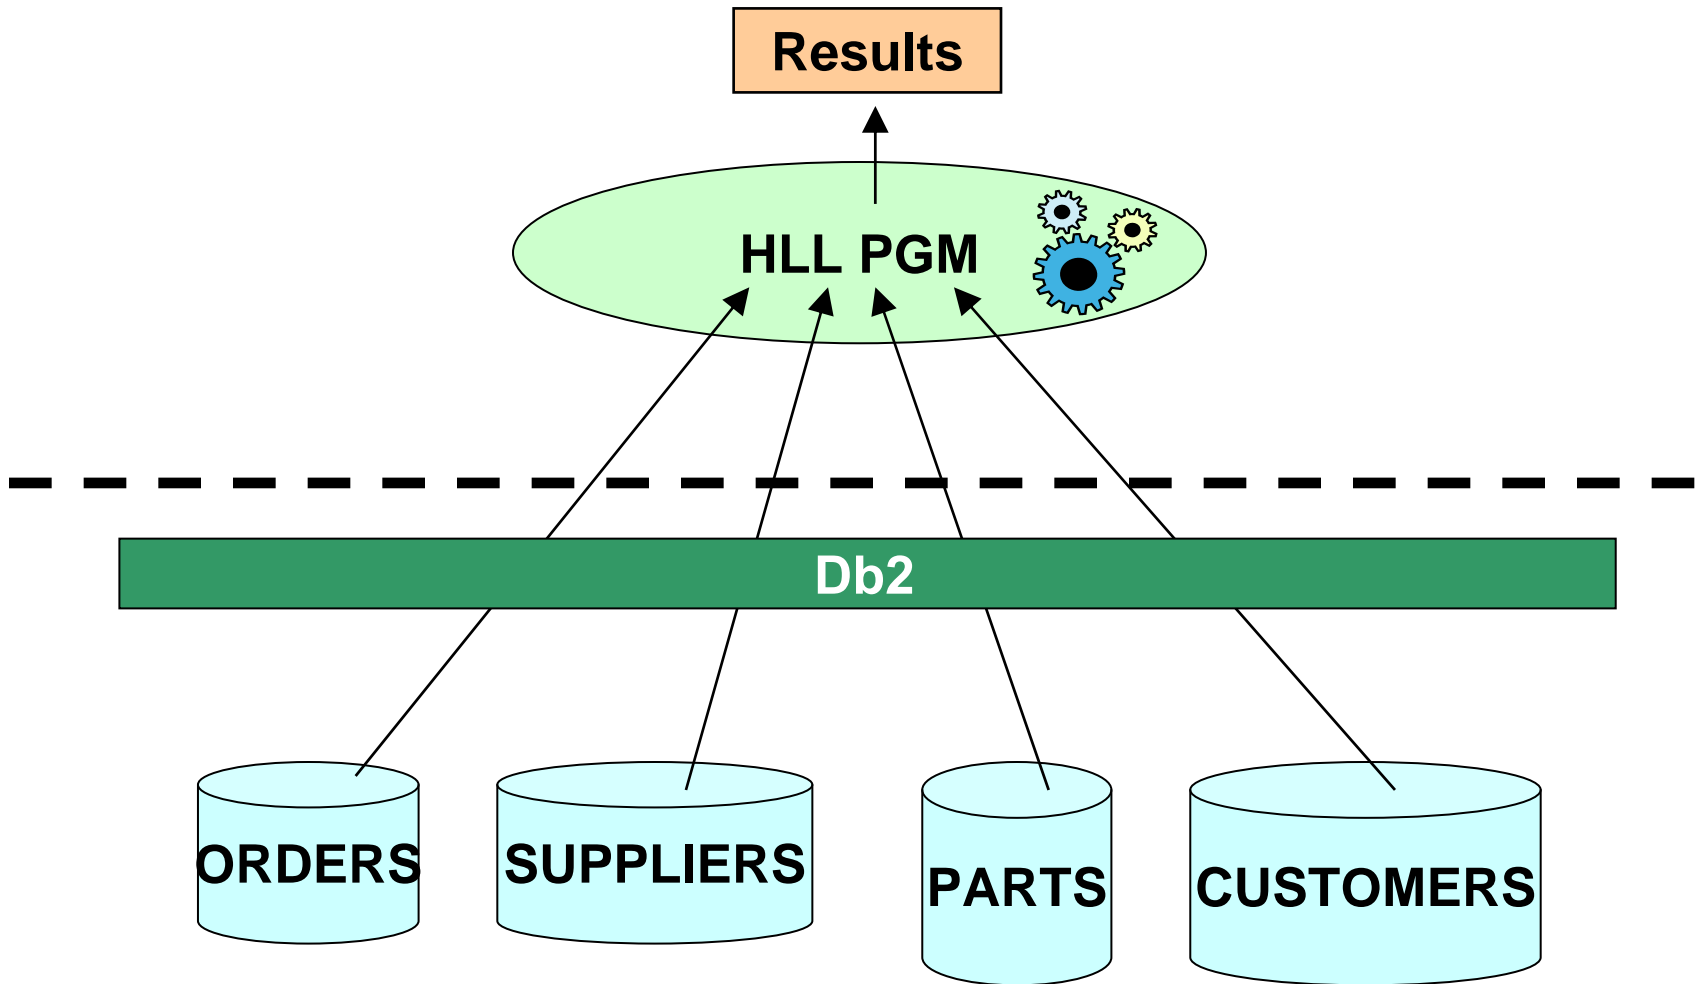 Results
HLL PGM
Db2
ORDERS
SUPPLIERS
PARTS
CUSTOMERS